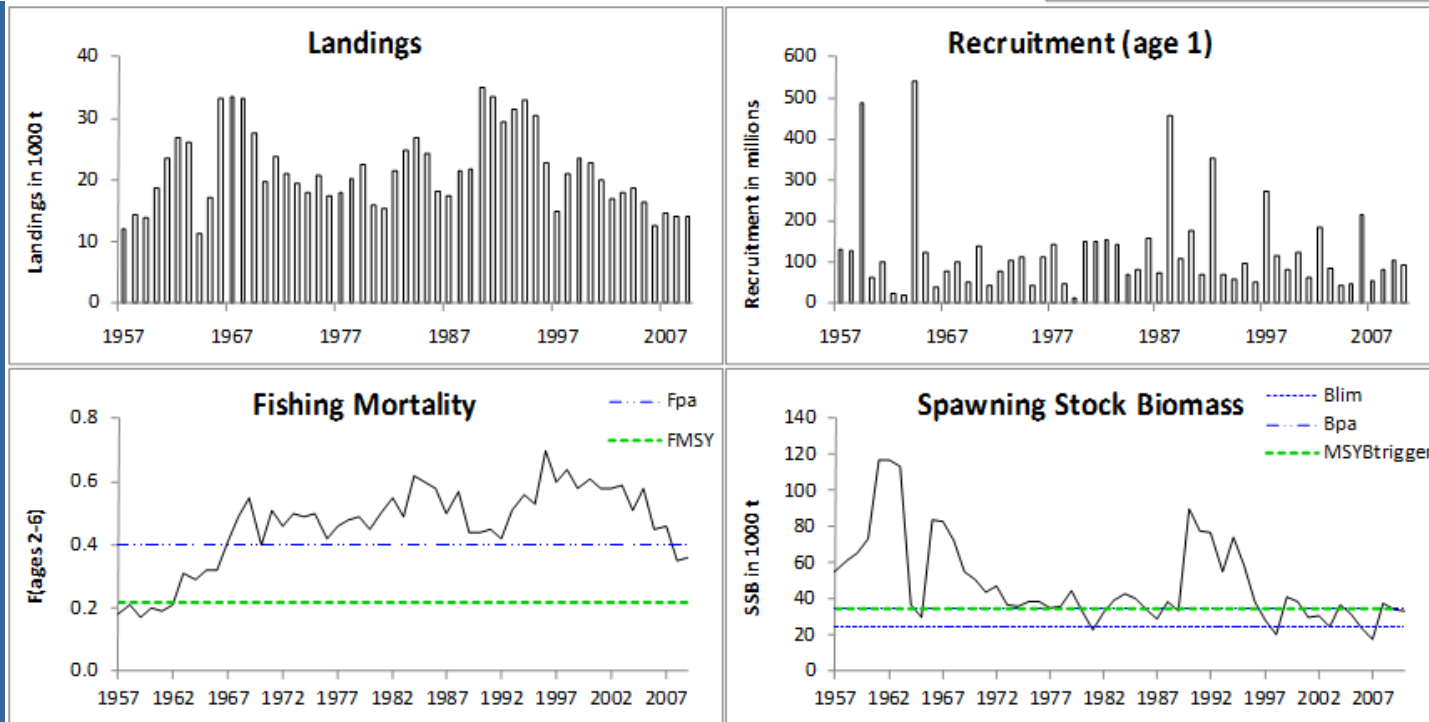 Landings
Landings in 1000 t
40
30
20
10
0
1957 1967 1977 1987 1997 2007
Recruitment (age 1)
Recruitment in millions
600
500
400
300
200
100
0
1957 1967 1977 1987 1997 2007
Fishing Mortality
Fpa
FMSY
F(ages 2-6)
0.8
0.6
0.4
0.2
0.0
1957 1962 1967 1972 1977 1982 1987 1992 1997 2002 2007
Spawning Stock Biomass
Blim
Bpa
MSYBtrigger
SSB in 1000 t
140
120
100
80
60
40
20
0
1957 1962 1967 1972 1977 1982 1987 1992 1997 2002 2007